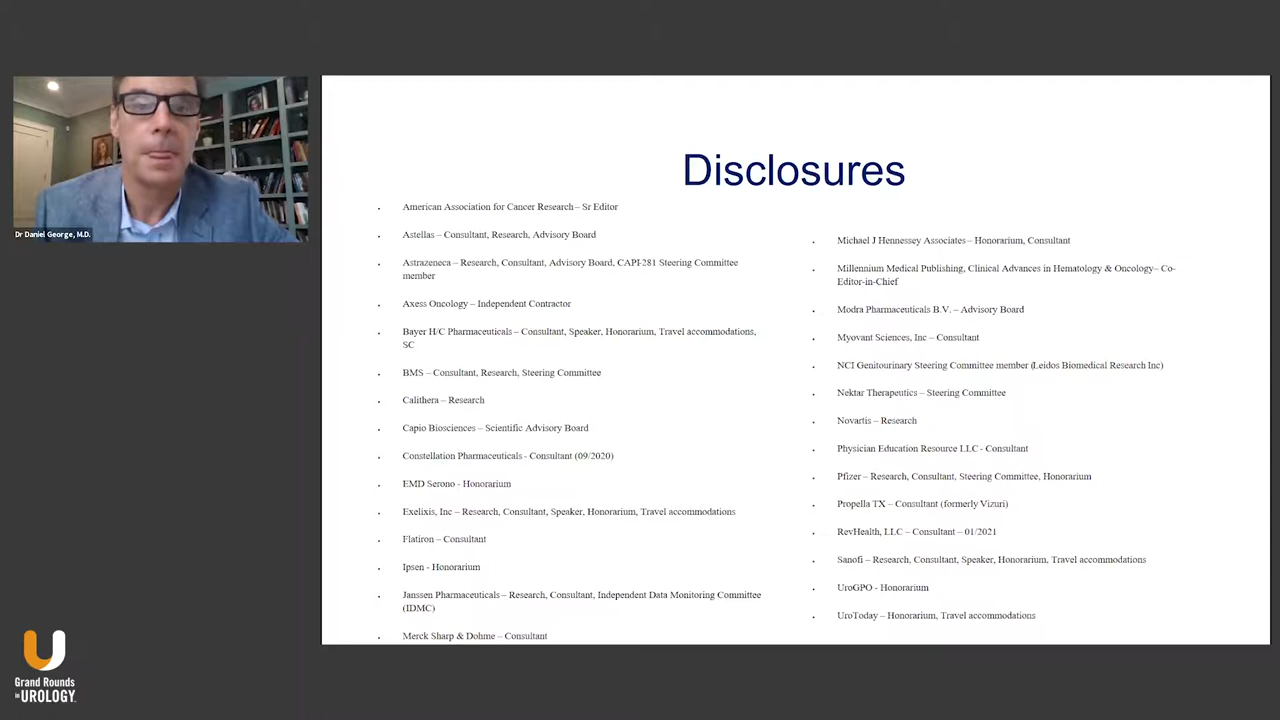 Dr Daniel George, M.D.
Disclosures
American Association for Cancer Research – Sr Editor
Astellas – Consultant, Research, Advisory Board
Astrazeneca – Research, Consultant, Advisory Board, CAPI-281 Steering Committee
member
Axess Oncology – Independent Contractor
Bayer H/C Pharmaceuticals – Consultant, Speaker, Honorarium, Travel accommodations,
SC
BMS – Consultant, Research, Steering Committee
Calithera – Research
Capio Biosciences – Scientific Advisory Board
Constellation Pharmaceuticals - Consultant (09/2020)
EMD Serono - Honorarium
Exelixis, Inc – Research, Consultant, Speaker, Honorarium, Travel accommodations
Flatiron – Consultant
Ipsen - Honorarium
Janssen Pharmaceuticals – Research, Consultant, Independent Data Monitoring Committee
(IDMC)
Merck Sharp & Dohme – Consultant
Michael J Hennessey Associates – Honorarium, Consultant
Millennium Medical Publishing, Clinical Advances in Hematology & Oncology– Co-
Editor-in-Chief
Modra Pharmaceuticals B.V. – Advisory Board
Myovant Sciences, Inc – Consultant
NCI Genitourinary Steering Committee member (Leidos Biomedical Research Inc)
Nektar Therapeutics – Steering Committee
Novartis – Research
Physician Education Resource LLC - Consultant
Pfizer – Research, Consultant, Steering Committee, Honorarium
Propella TX – Consultant (formerly Vizuri)
RevHealth, LLC – Consultant – 01/2021
Sanofi – Research, Consultant, Speaker, Honorarium, Travel accommodations
UroGPO - Honorarium
UroToday – Honorarium, Travel accommodations
Grand Rounds
in UROLOGY